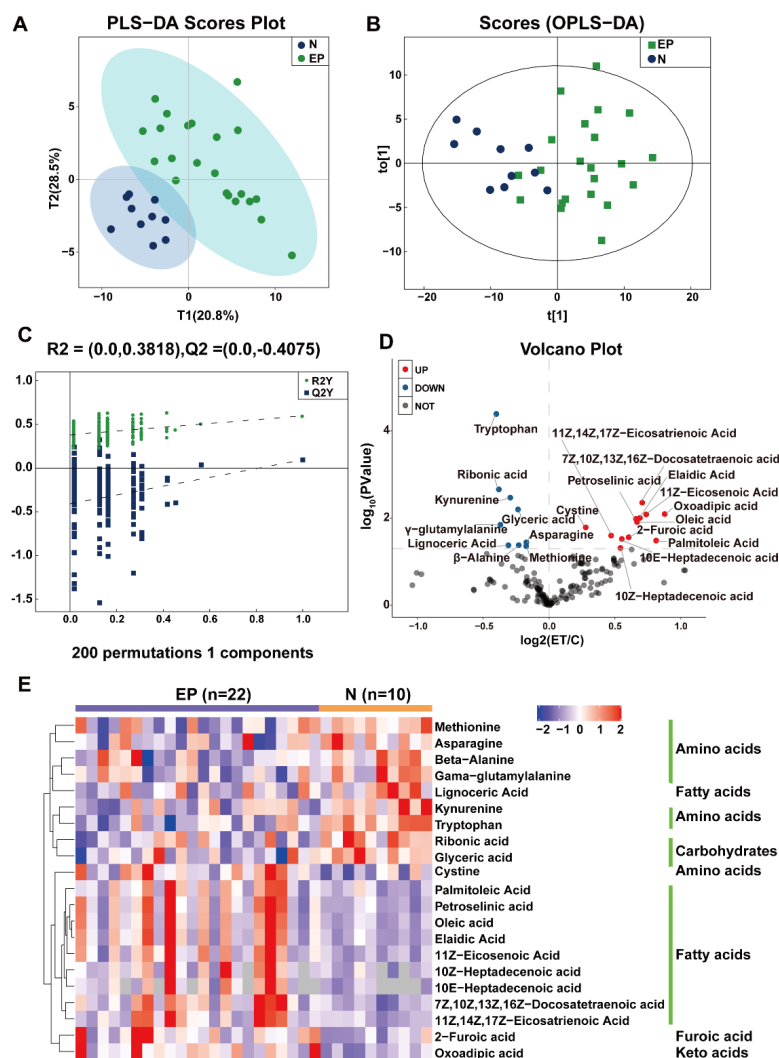 A
PLS−DA Scores Plot
N
EP
T2(28.5%)
5
0
−5
−10
0
10
T1(20.8%)
B
Scores (OPLS−DA)
EP
N
to[1]
10
5
0
−5
−10
−20
−10
0
10
20
t[1]
C
R2 = (0.0,0.3818),Q2=(0.0,-0.4075)
R2Y
Q2Y
1.0
0.5
0.0
−0.5
−1.0
−1.5
0.0
0.2
0.4
0.6
0.8
1.0
200 permutations 1 components
D
Volcano Plot
UP
DOWN
NOT
log10(PValue)
4
2
0
Tryptophan
11Z,14Z,17Z−Eicosatrienoic Acid
7Z,10Z,13Z,16Z−Docosatetraenoic acid
Ribonic acid
Petroselinic acid
Elaidic Acid
Kynurenine
11Z−Eicosenoic Acid
Cystine
Oxoadipic acid
Glyceric acid
Oleic acid
γ−glutamylalanine
Asparagine
2−Furoic acid
Lignoceric Acid
Palmitoleic Acid
β−Alanine
Methionine
10E−Heptadecenoic acid
10Z−Heptadecenoic acid
−1.0
−0.5
0.0
0.5
1.0
log2(ET/C)
E
EP (n=22)
N (n=10)
−2 −1 0 1 2
Methionine
Asparagine
Beta−Alanine
Gama−glutamylalanine
Amino acids
Lignoceric Acid
Fatty acids
Kynurenine
Tryptophan
Amino acids
Ribonic acid
Glyceric acid
Carbohydrates
Cystine
Amino acids
Palmitoleic Acid
Petroselinic acid
Oleic acid
Elaidic Acid
11Z−Eicosenoic Acid
10Z−Heptadecenoic acid
10E−Heptadecenoic acid
7Z,10Z,13Z,16Z−Docosatetraenoic acid
11Z,14Z,17Z−Eicosatrienoic Acid
Fatty acids
2−Furoic acid
Furoic acid
Oxoadipic acid
Keto acids